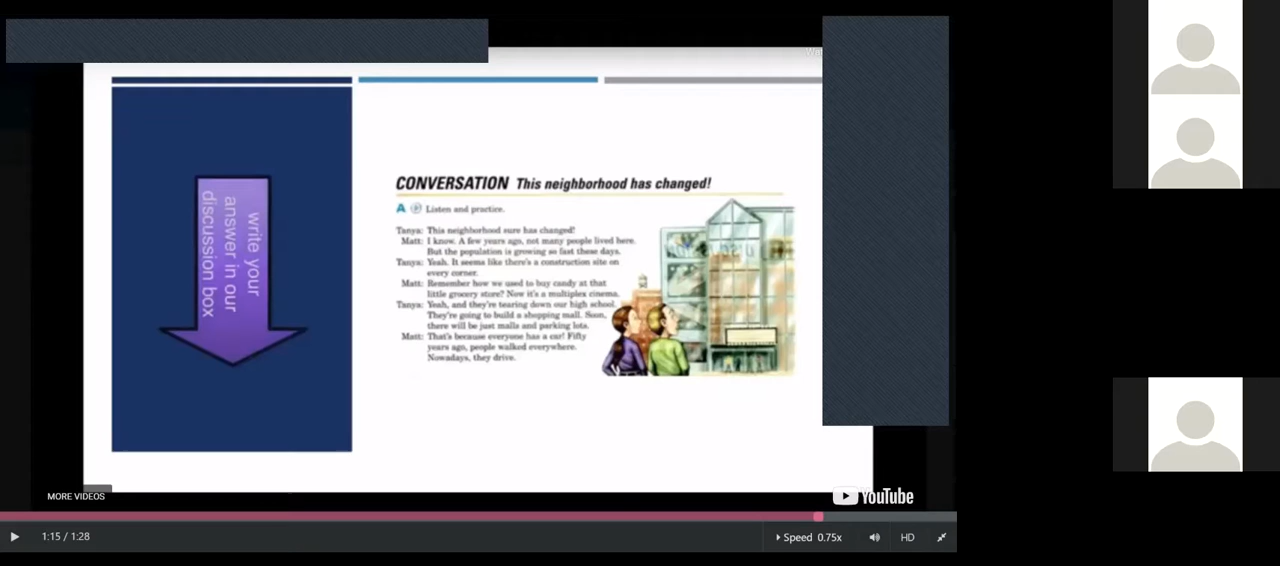 write your
answer in our
discussion box
CONVERSATION This neighborhood has changed!
A Listen and practice.
Tanya: This neighborhood sure has changed!
Matt: I know. A few years ago, not many people lived here.
But the population is growing so fast these days.
Tanya: Yeah. It seems like there's a construction site on
every corner.
Matt: Remember how we used to buy candy at that
little grocery store? Now it's a multiplex cinema.
Tanya: Yeah, and they're tearing down our high school.
They're going to build a shopping mall. Soon,
there will be just malls and parking lots.
Matt: That's because everyone has a car! Fifty
years ago, people walked everywhere.
Nowadays, they drive.
MORE VIDEOS
YouTube
1:15 / 1:28
Speed 0.75x
HD